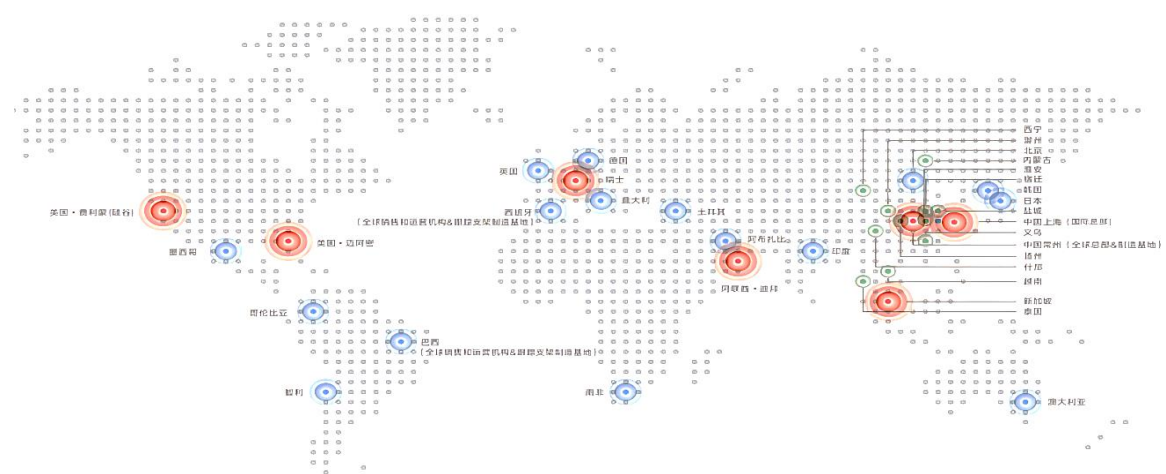 西宁
常州
北京
内蒙古
淮安
宿迁
德国
英国
瑞士
韩国
意大利
日本
美国·费利蒙(硅谷)
西班牙
土耳其
盐城
(全球销售和运营机构&跟踪支架制造基地)
中国上海(国际总部)
义乌
美国·迈阿密
阿布扎比
中国常州(全球总部&制造基地)
墨西哥
印度
扬州
什邡
越南
阿联酋·迪拜
新加坡
哥伦比亚
泰国
巴西
(全球销售和运营机构&跟踪支架制造基地)
智利
南非
澳大利亚